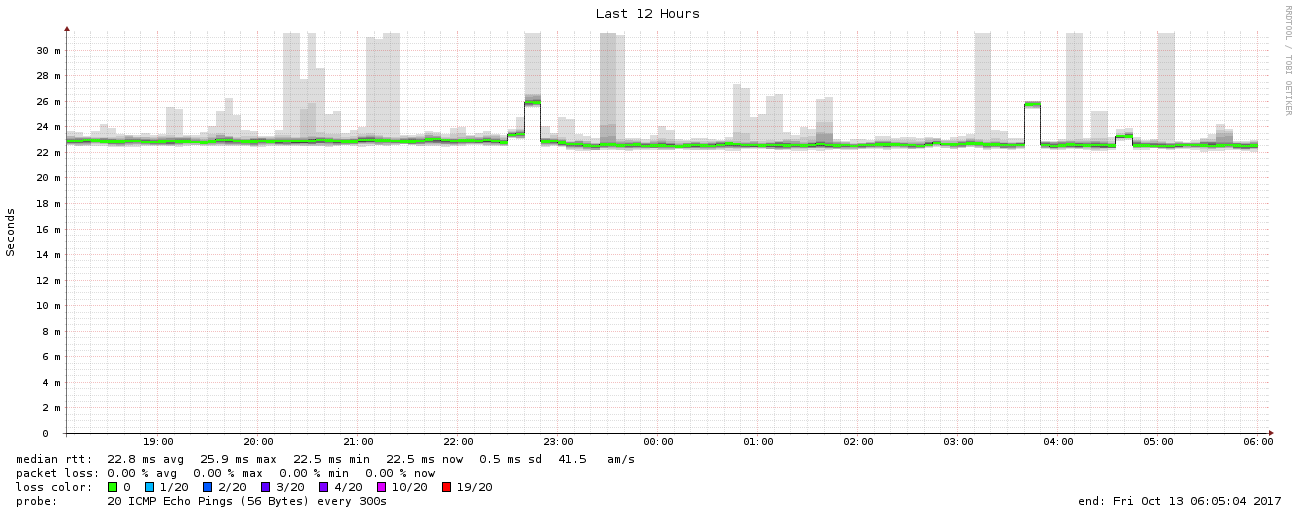 Last 12 Hours
RRDTOOL / TOBI OETIKER
Seconds
30 m
28 m
26 m
24 m
22 m
20 m
18 m
16 m
14 m
12 m
10 m
8 m
6 m
4 m
2 m
0
19:00 20:00 21:00 22:00 23:00 00:00 01:00 02:00 03:00 04:00 05:00 06:00
median rtt: 22.8 ms avg 25.9 ms max 22.5 ms min 22.5 ms now 0.5 ms sd 41.5 am/s
packet loss: 0.00 % avg 0.00 % max 0.00 % min 0.00 % now
loss color: 0 1/20 2/20 3/20 4/20 10/20 19/20
probe: 20 ICMP Echo Pings (56 Bytes) every 300s end: Fri Oct 13 06:05:04 2017